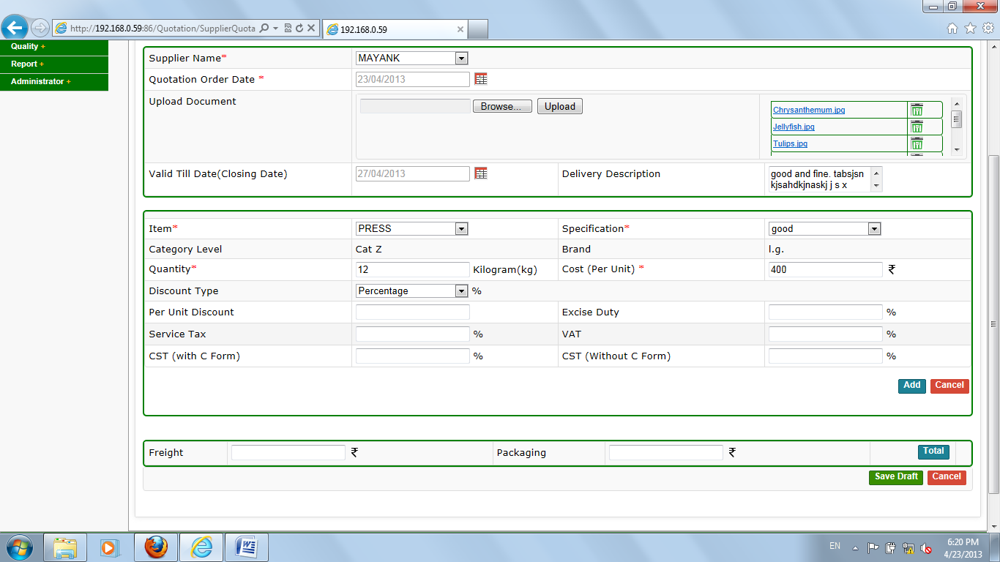 http://192.168.0.59:86/Quotation/SupplierQuota
192.168.0.59
Quality +
Report +
Administrator +
Supplier Name* MAYANK
Quotation Order Date * 23/04/2013
Upload Document Browse... Upload
Chrysanthemum.jpg
Jellyfish.jpg
Tulips.jpg
Valid Till Date(Closing Date) 27/04/2013 Delivery Description good and fine. tabsjsn
kjsahdkjnaskj j s x
Item* PRESS Specification* good
Category Level Cat Z Brand l.g.
Quantity* 12 Kilogram(kg) Cost (Per Unit) * 400 ₹
Discount Type Percentage %
Per Unit Discount Excise Duty %
Service Tax % VAT %
CST (with C Form) % CST (Without C Form) %
Add Cancel
Freight ₹ Packaging ₹ Total
Save Draft Cancel
EN 6:20 PM
4/23/2013